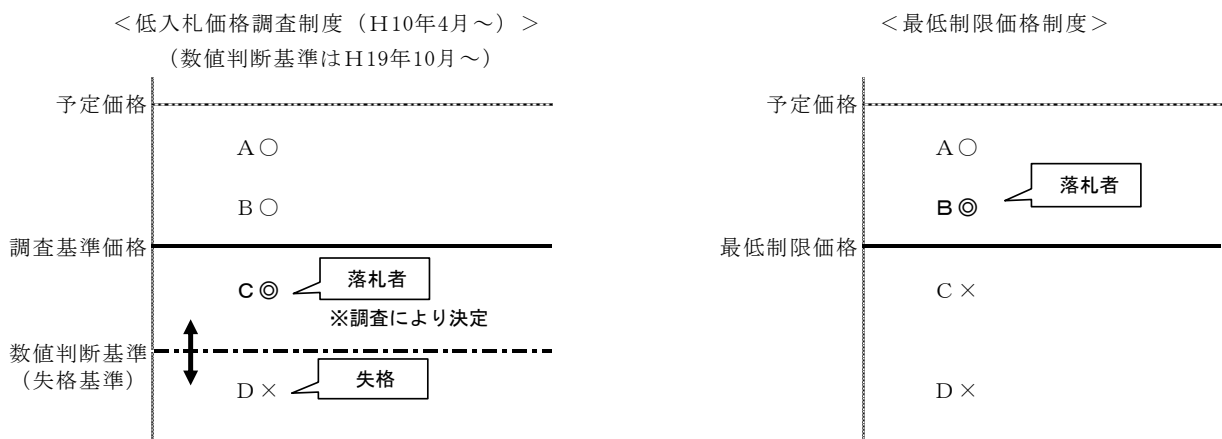 ＜低入札価格調査制度（H10年4月～）＞
（数値判断基準はH19年10月～）
予定価格
A○
B○
調査基準価格
C◎
落札者
※調査により決定
数値判断基準
（失格基準）
D×
失格
＜最低制限価格制度＞
予定価格
A○
B◎
落札者
最低制限価格
C×
D×